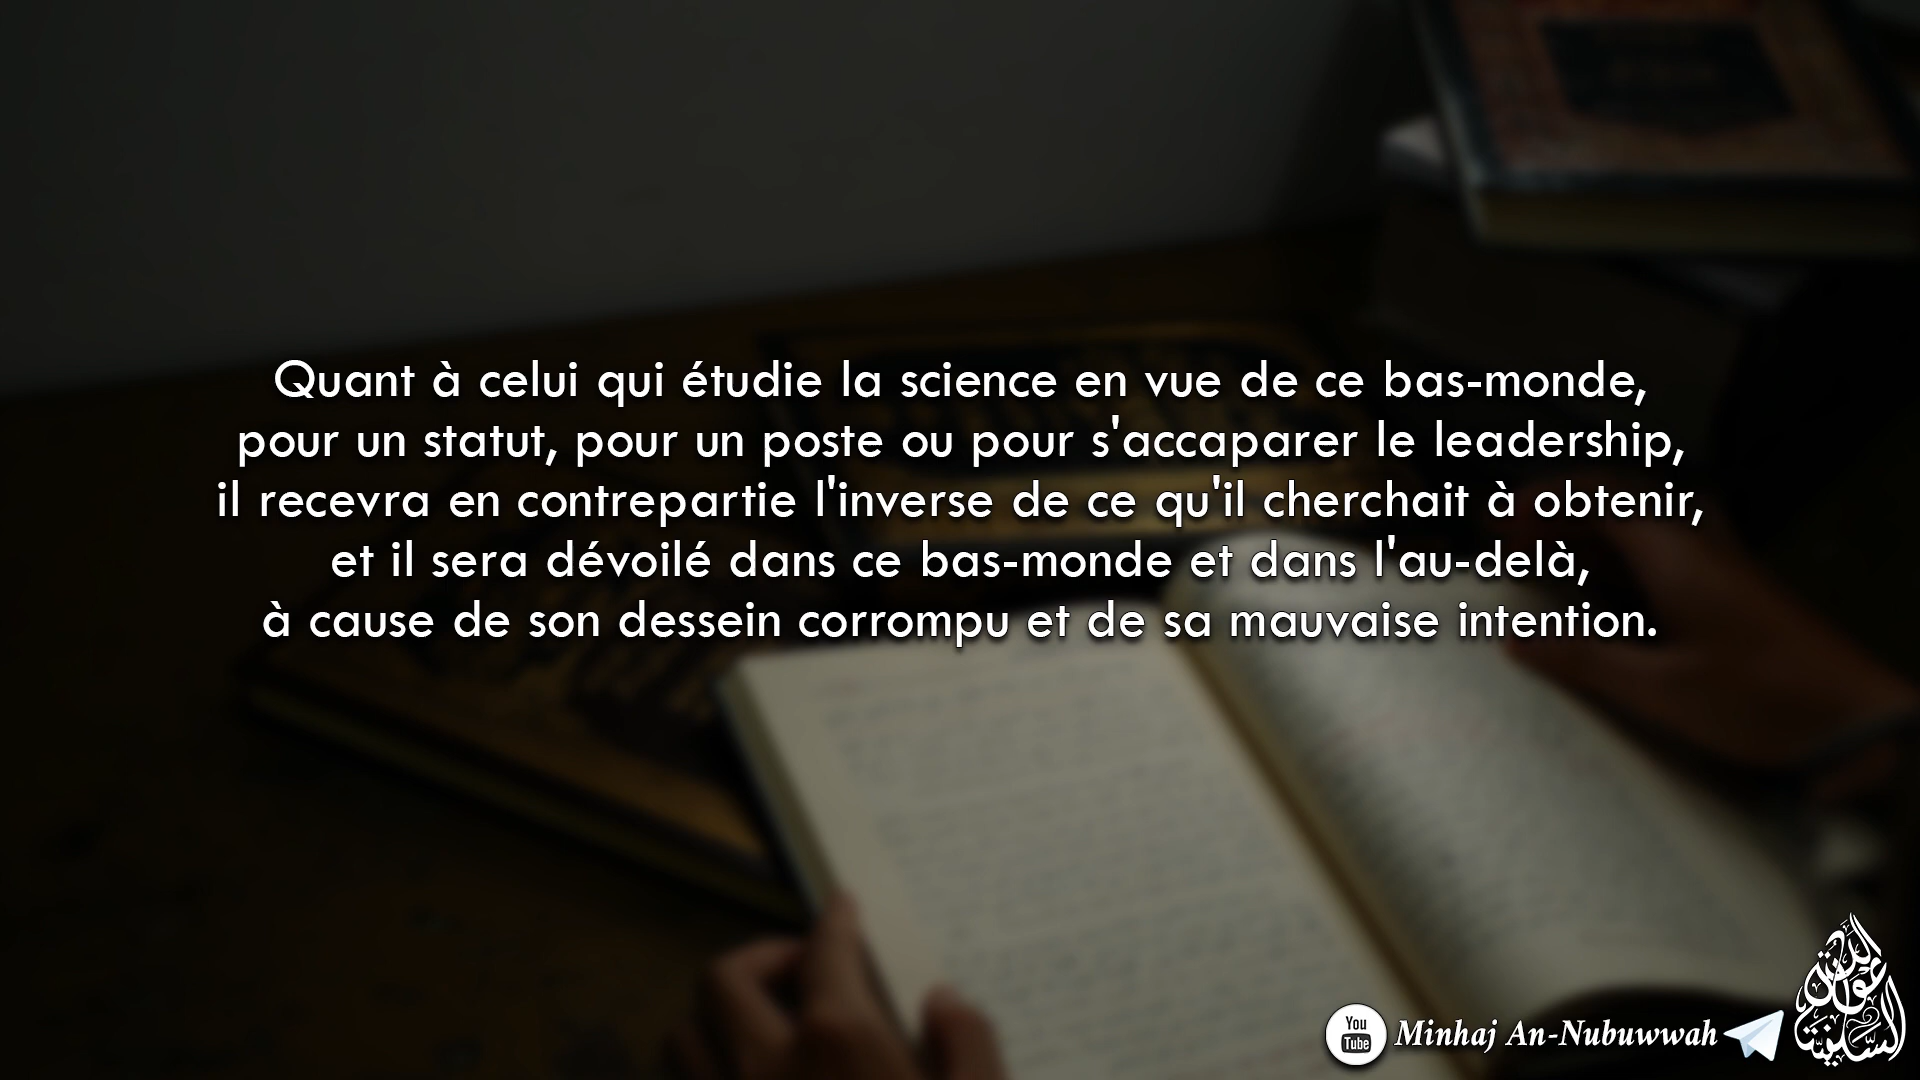 Quant à celui qui étudie la science en vue de ce bas-monde,
pour un statut, pour un poste ou pour s'accaparer le leadership,
il recevra en contrepartie l'inverse de ce qu'il cherchait à obtenir,
et il sera dévoilé dans ce bas-monde et dans l'au-delà,
à cause de son dessein corrompu et de sa mauvaise intention.
You
Tube
Minhaj An-Nubuwwah